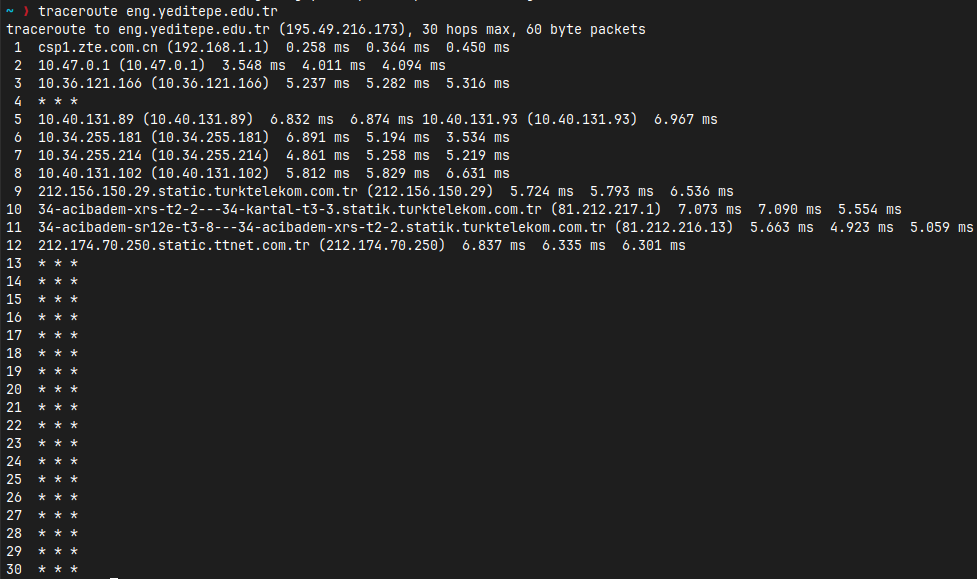 ~ ❯ traceroute eng.yeditepe.edu.tr
traceroute to eng.yeditepe.edu.tr (195.49.216.173), 30 hops max, 60 byte packets
 1  csp1.zte.com.cn (192.168.1.1)  0.258 ms  0.364 ms  0.450 ms
 2  10.47.0.1 (10.47.0.1)  3.548 ms  4.011 ms  4.094 ms
 3  10.36.121.166 (10.36.121.166)  5.237 ms  5.282 ms  5.316 ms
 4  * * *
 5  10.40.131.89 (10.40.131.89)  6.832 ms  6.874 ms 10.40.131.93 (10.40.131.93)  6.967 ms
 6  10.34.255.181 (10.34.255.181)  6.891 ms  5.194 ms  3.534 ms
 7  10.34.255.214 (10.34.255.214)  4.861 ms  5.258 ms  5.219 ms
 8  10.40.131.102 (10.40.131.102)  5.812 ms  5.829 ms  6.631 ms
 9  212.156.150.29.static.turktelekom.com.tr (212.156.150.29)  5.724 ms  5.793 ms  6.536 ms
10  34-acibadem-xrs-t2-2---34-kartal-t3-3.statik.turktelekom.com.tr (81.212.217.1)  7.073 ms  7.090 ms  5.554 ms
11  34-acibadem-sr12e-t3-8---34-acibadem-xrs-t2-2.statik.turktelekom.com.tr (81.212.216.13)  5.663 ms  4.923 ms  5.059 ms
12  212.174.70.250.static.ttnet.com.tr (212.174.70.250)  6.837 ms  6.335 ms  6.301 ms
13  * * *
14  * * *
15  * * *
16  * * *
17  * * *
18  * * *
19  * * *
20  * * *
21  * * *
22  * * *
23  * * *
24  * * *
25  * * *
26  * * *
27  * * *
28  * * *
29  * * *
30  * * *